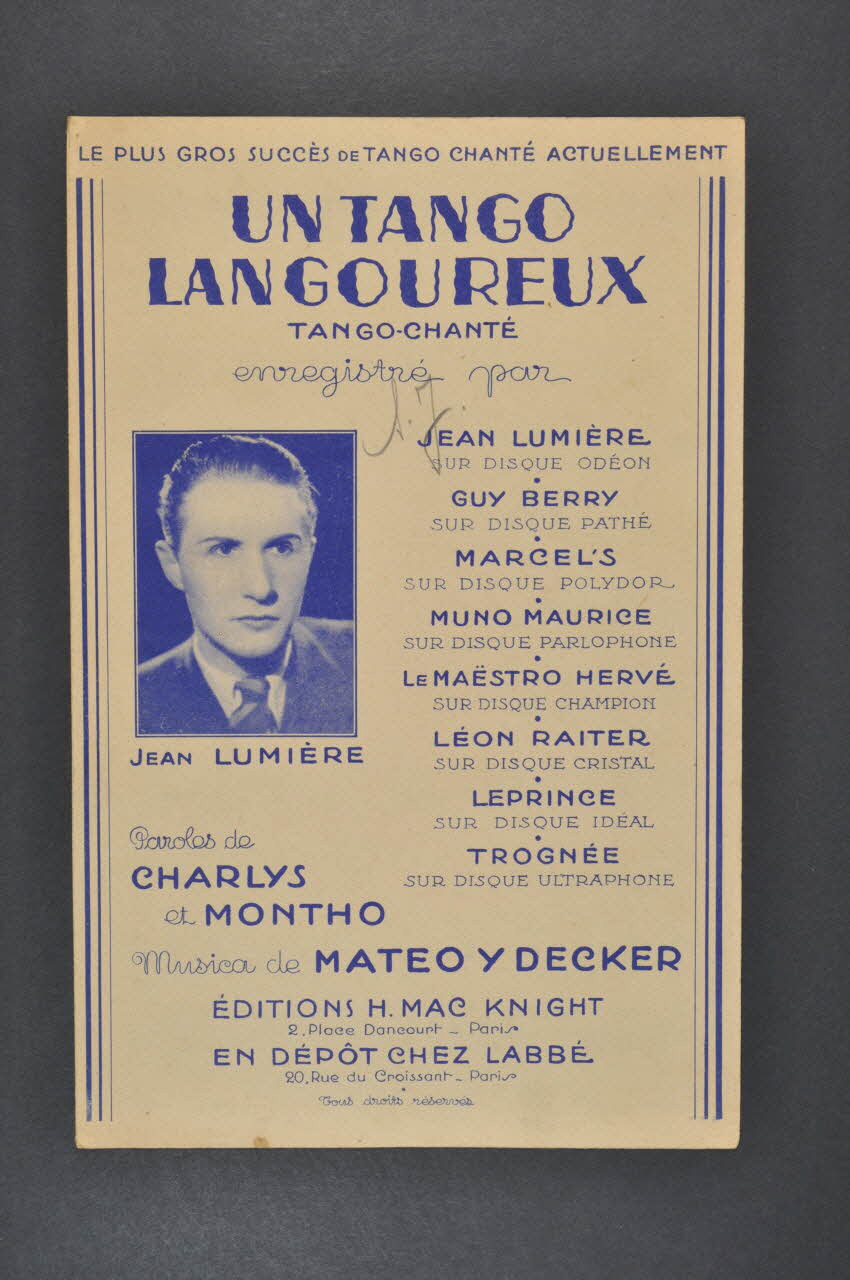 LE PLUS GROS SUCCÈS DE TANGO CHANTÉ ACTUELLEMENT
UN TANGO
LANGOUREUX
TANGO-CHANTÉ
enregistré par
JEAN LUMIÈRE
SUR DISQUE ODÉON
GUY BERRY
SUR DISQUE PATHÉ
MARCEL'S
SUR DISQUE POLYDOR
MUNO MAURICE
SUR DISQUE PARLOPHONE
LE MAËSTRO HERVÉ
SUR DISQUE CHAMPION
LÉON RAITER
SUR DISQUE CRISTAL
LEPRINCE
SUR DISQUE IDÉAL
TROGNÉE
SUR DISQUE ULTRAPHONE
JEAN LUMIÈRE
Paroles de
CHARLYS
et MONTHO
Musica de MATEO Y DECKER
ÉDITIONS H. MAC KNIGHT
2, Place Dancourt - Paris
EN DÉPÔT CHEZ LABBÉ
20, Rue du Croissant - Paris
Tous droits réservés